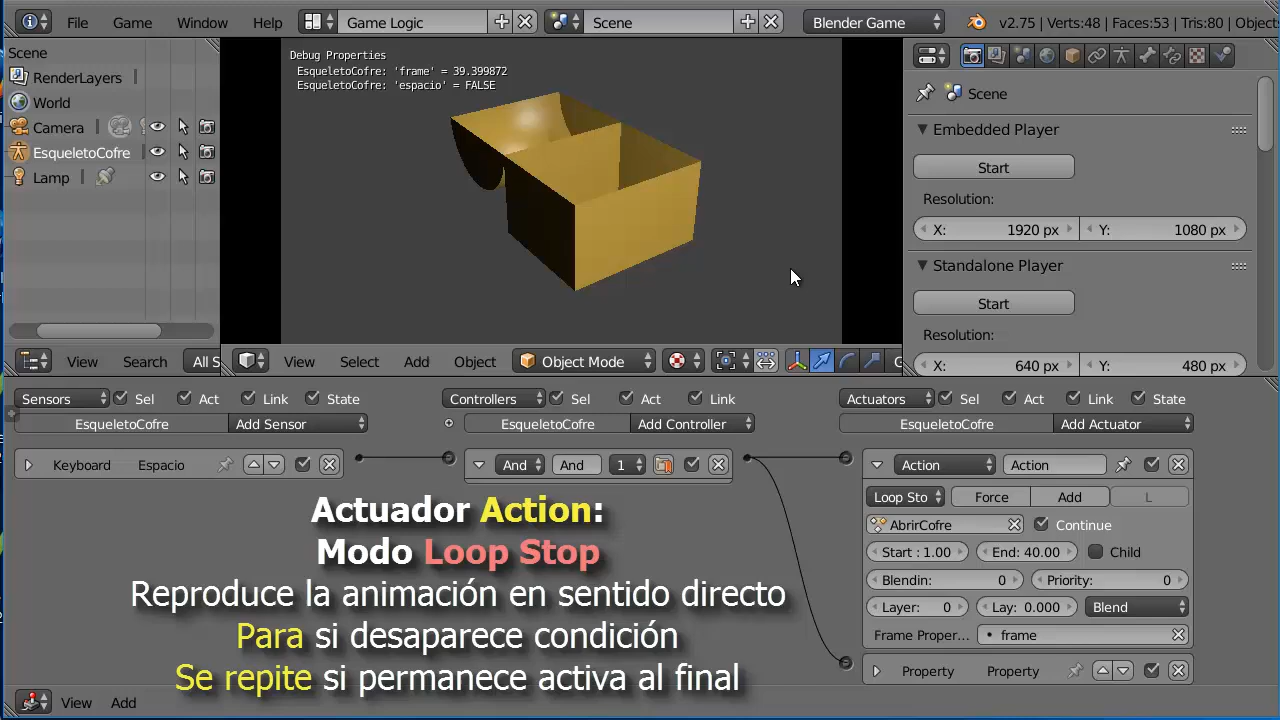 File Game Window Help Game Logic Scene Blender Game v2.75 | Verts:48 | Faces:53 | Tris:80 | Object
Scene
RenderLayers
World
Camera
EsqueletoCofre
Lamp
View Search All S
Debug Properties
EsqueletoCofre: 'frame' = 39.399872
EsqueletoCofre: 'espacio' = FALSE
View Select Add Object Object Mode
Scene
Embedded Player
Start
Resolution:
X: 1920 px Y: 1080 px
Standalone Player
Start
Resolution:
X: 640 px Y: 480 px
Sensors Sel Act Link State Controllers Sel Act Link Actuators Sel Act Link State
EsqueletoCofre Add Sensor EsqueletoCofre Add Controller EsqueletoCofre Add Actuator
Keyboard Espacio And And 1 Action Action
Loop Sto Force Add L
AbrirCofre Continue
Start : 1.00 End: 40.00 Child
Blendin: 0 Priority: 0
Layer: 0 Lay: 0.000 Blend
Frame Proper... frame
Property Property
Actuador Action:
Modo Loop Stop
Reproduce la animación en sentido directo
Para si desaparece condición
Se repite si permanece activa al final
View Add